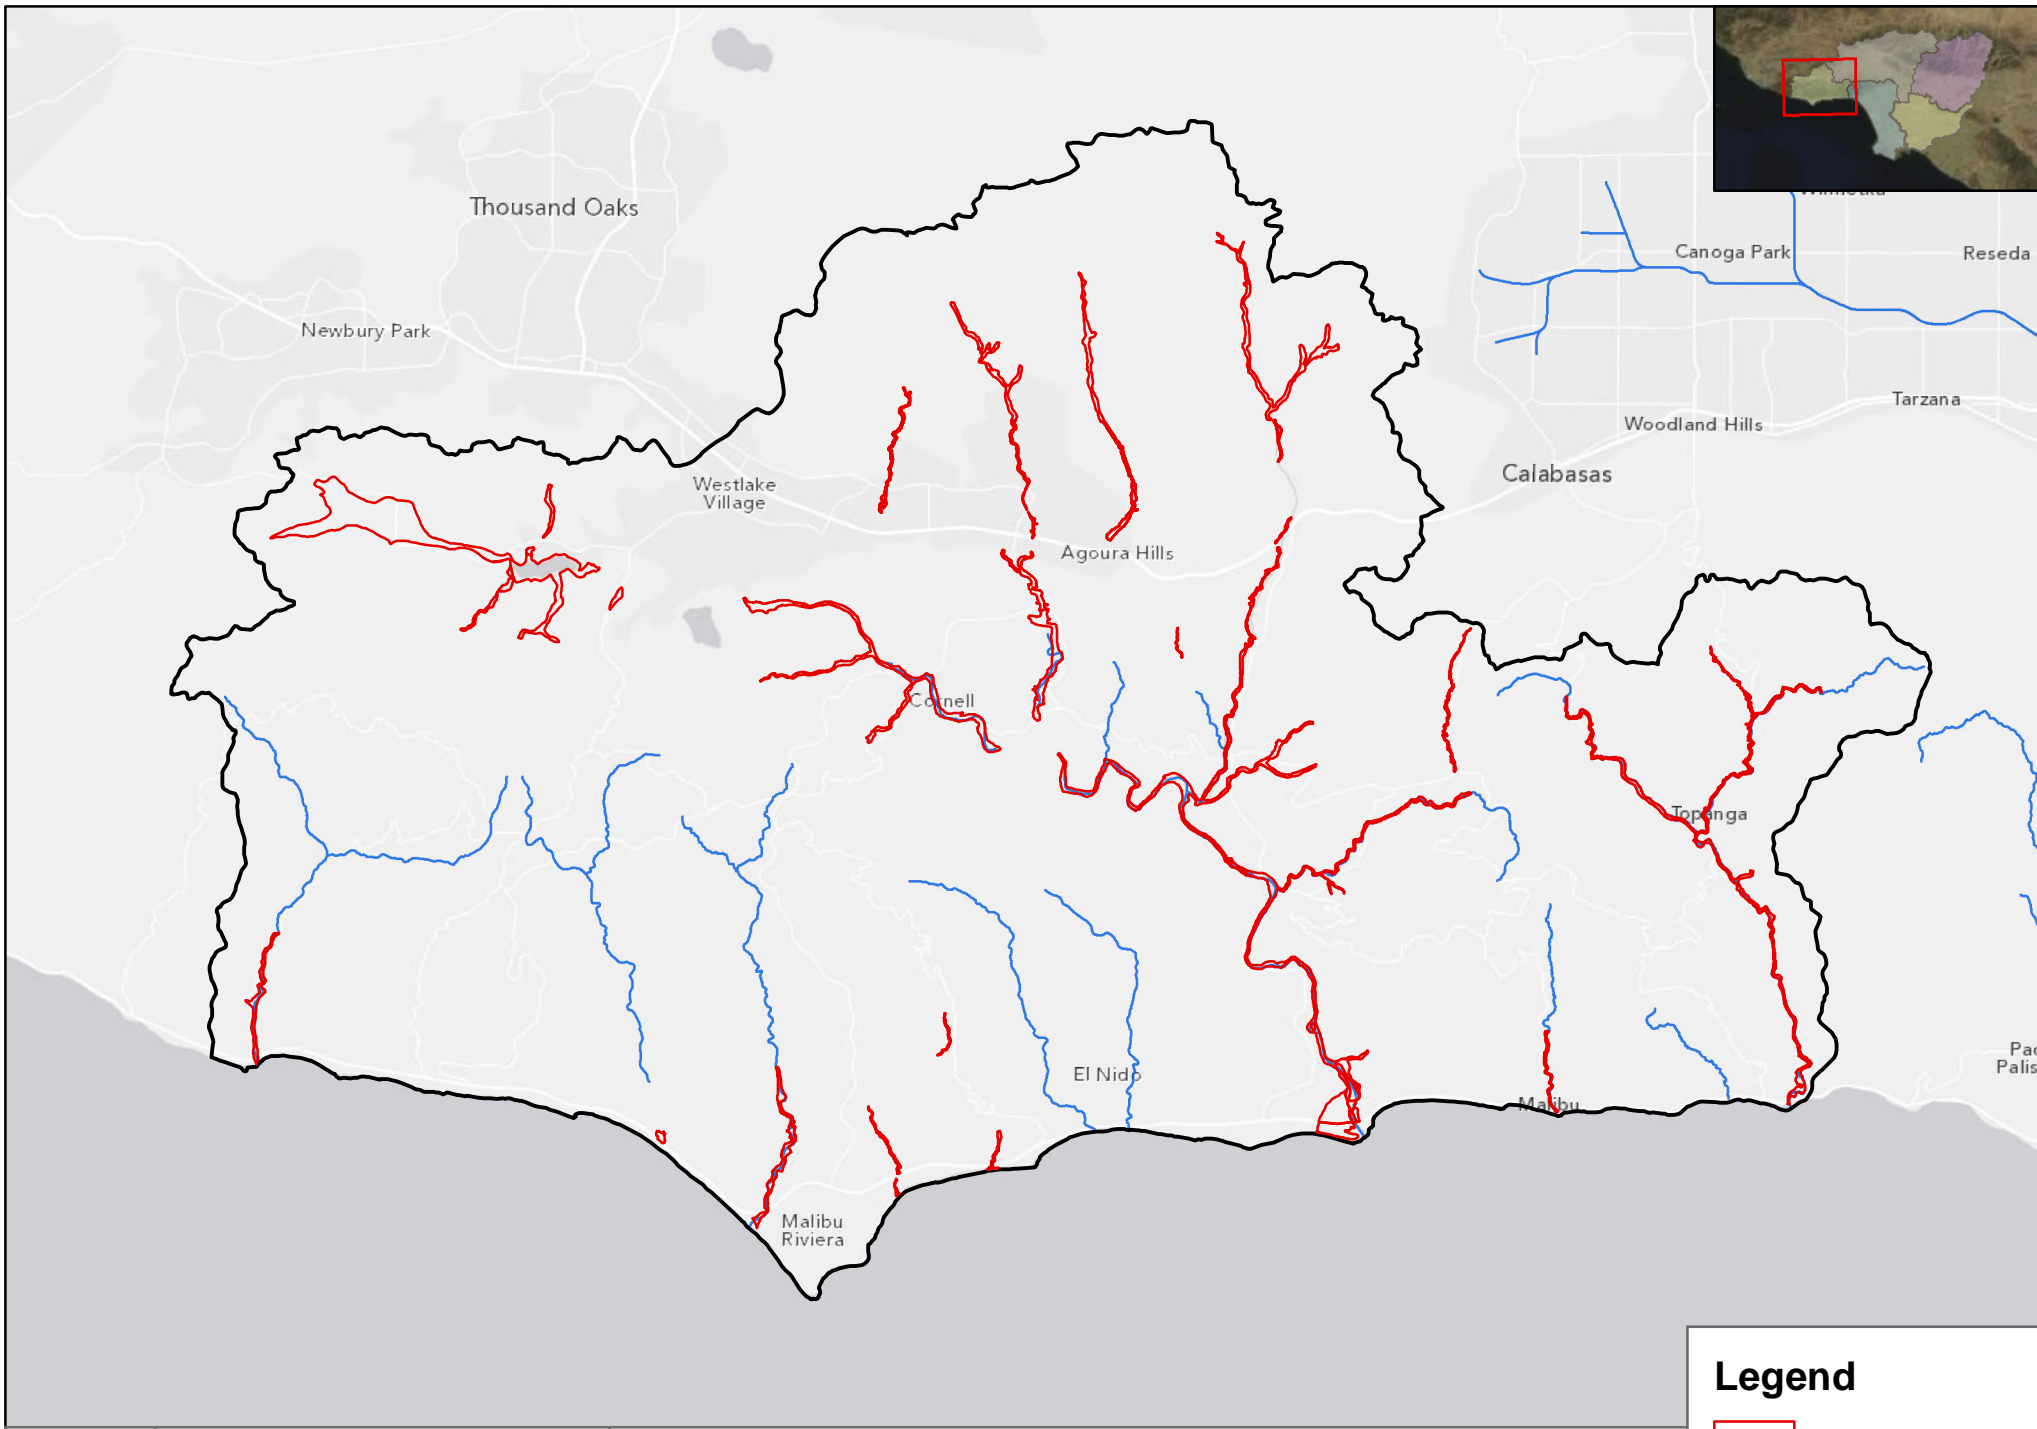 Thousand Oaks
Canoga Park
Reseda
Newbury Park
Tarzana
Woodland Hills
Calabasas
Westlake
Village
Agoura Hills
Cornell
Topanga
El Nido
Malibu
Malibu
Riviera
Legend